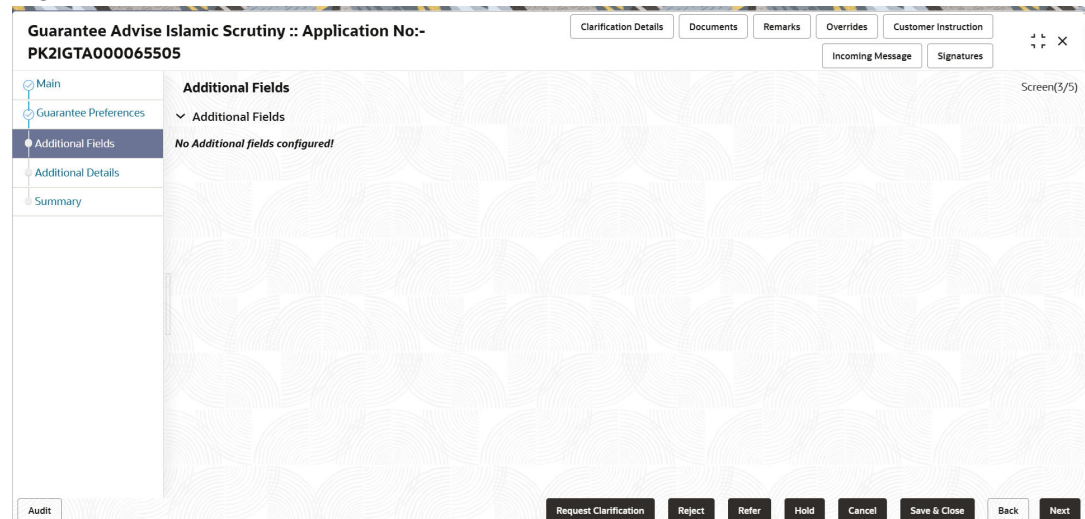 Guarantee Advise Islamic Scrutiny :: Application No:-
PK2IGTA000065505
Clarification Details Documents Remarks Overrides Customer Instruction
Incoming Message Signatures
Main
Guarantee Preferences
Additional Fields
Additional Details
Summary
Additional Fields Screen(3/5)
Additional Fields
No Additional fields configured!
Audit Request Clarification Reject Refer Hold Cancel Save & Close Back Next